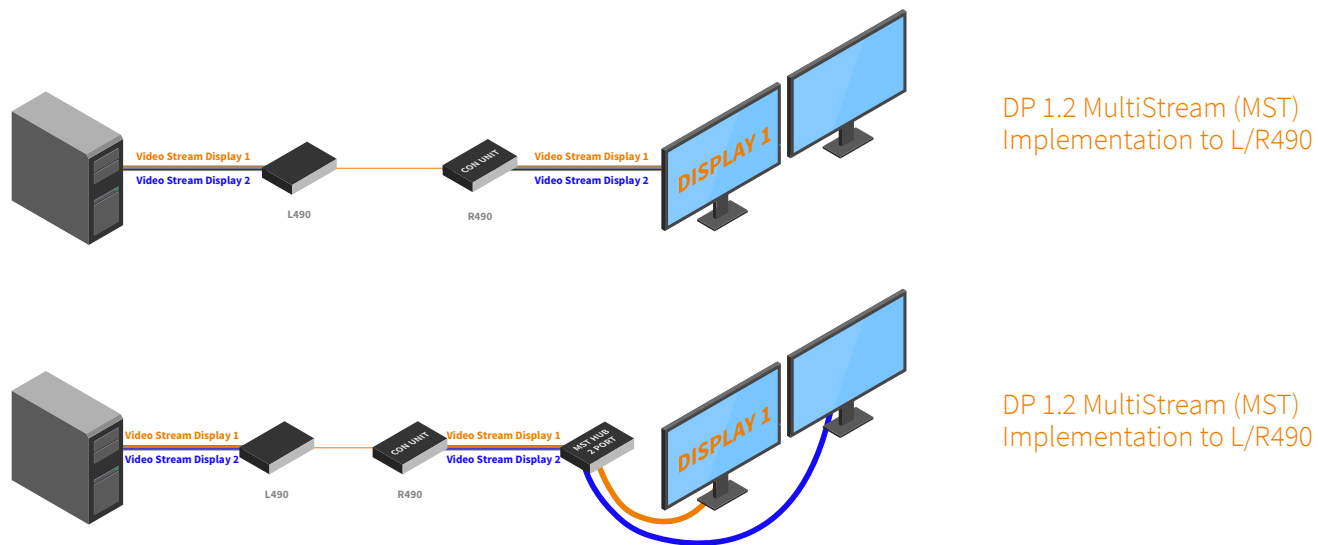 DP 1.2 MultiStream (MST)
Implementation to L/R490
Video Stream Display 1
Video Stream Display 2
L490
CON UNIT
R490
Video Stream Display 1
Video Stream Display 2
DISPLAY 1
DP 1.2 MultiStream (MST)
Implementation to L/R490
Video Stream Display 1
Video Stream Display 2
L490
CON UNIT
R490
Video Stream Display 1
Video Stream Display 2
MST HUB
2 PORT
DISPLAY 1